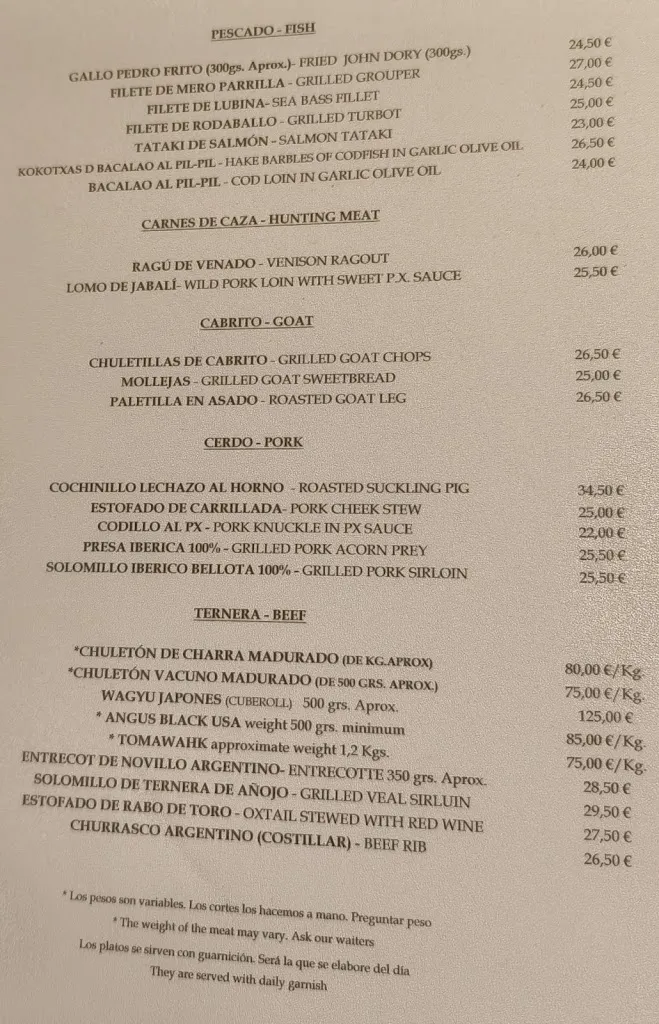 PESCADO - FISH
GALLO PEDRO FRITO (300gs. Aprox.)- FRIED JOHN DORY (300gs.) 24,50 €
FILETE DE MERO PARRILLA - GRILLED GROUPER 27,00 €
FILETE DE LUBINA- SEA BASS FILLET 24,50 €
FILETE DE RODABALLO - GRILLED TURBOT 25,00 €
TATAKI DE SALMÓN - SALMON TATAKI 23,00 €
KOKOTXAS D BACALAO AL PIL-PIL - HAKE BARBLES OF CODFISH IN GARLIC OLIVE OIL 26,50 €
BACALAO AL PIL-PIL - COD LOIN IN GARLIC OLIVE OIL 24,00 €
CARNES DE CAZA - HUNTING MEAT
RAGÚ DE VENADO - VENISON RAGOUT 26,00 €
LOMO DE JABALÍ- WILD PORK LOIN WITH SWEET P.X. SAUCE 25,50 €
CABRITO - GOAT
CHULETILLAS DE CABRITO - GRILLED GOAT CHOPS 26,50 €
MOLLEJAS - GRILLED GOAT SWEETBREAD 25,00 €
PALETILLA EN ASADO - ROASTED GOAT LEG 26,50 €
CERDO - PORK
COCHINILLO LECHAZO AL HORNO - ROASTED SUCKLING PIG 34,50 €
ESTOFADO DE CARRILLADA- PORK CHEEK STEW 25,00 €
CODILLO AL PX - PORK KNUCKLE IN PX SAUCE 22,00 €
PRESA IBERICA 100% - GRILLED PORK ACORN PREY 25,50 €
SOLOMILLO IBERICO BELLOTA 100% - GRILLED PORK SIRLOIN 25,50 €
TERNERA - BEEF
*CHULETÓN DE CHARRA MADURADO (DE KG.APROX) 80,00 €/Kg.
*CHULETÓN VACUNO MADURADO (DE 500 GRS. APROX.) 75,00 €/Kg.
WAGYU JAPONES (CUBEROLL) 500 grs. Aprox. 125,00 €
* ANGUS BLACK USA weight 500 grs. minimum 85,00 €/Kg.
* TOMAWAHK approximate weight 1,2 Kgs. 75,00 €/Kg.
ENTRECOT DE NOVILLO ARGENTINO- ENTRECOTTE 350 grs. Aprox. 28,50 €
SOLOMILLO DE TERNERA DE AÑOJO - GRILLED VEAL SIRLUIN 29,50 €
ESTOFADO DE RABO DE TORO - OXTAIL STEWED WITH RED WINE 27,50 €
CHURRASCO ARGENTINO (COSTILLAR) - BEEF RIB 26,50 €
* Los pesos son variables. Los cortes los hacemos a mano. Preguntar peso
* The weight of the meat may vary. Ask our waiters
Los platos se sirven con guarnición. Será la que se elabore del día
They are served with daily garnish